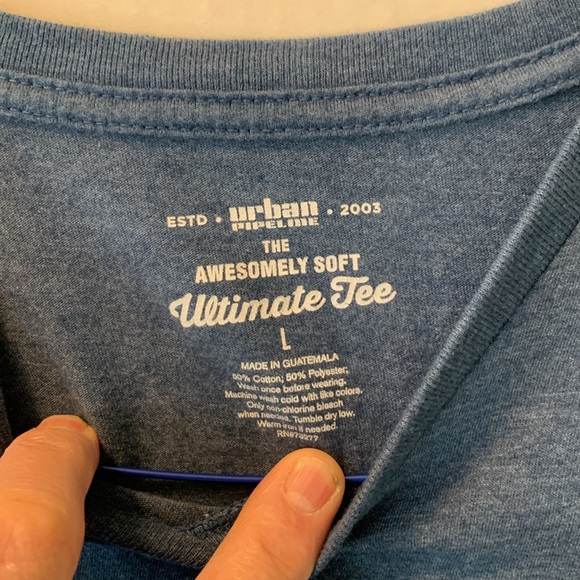 ESTD • urban PIPELINE • 2003
THE
AWESOMELY SOFT
Ultimate Tee
L
MADE IN GUATEMALA
50% Cotton; 50% Polyester;
Wash once before wearing.
Machine wash cold with like colors.
Only non-chlorine bleach
when needed. Tumble dry low.
Warm iron if needed.